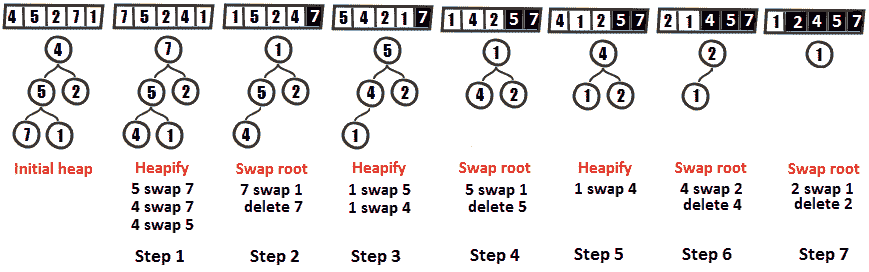 4 5 2 7 1
4
5 2
7 1
Initial heap
7 5 2 4 1
7
5 2
4 1
Heapify
5 swap 7
4 swap 7
4 swap 5
Step 1
1 5 2 4 7
1
5 2
4
Swap root
7 swap 1
delete 7
Step 2
5 4 2 1 7
5
4 2
1
Heapify
1 swap 5
1 swap 4
Step 3
1 4 2 5 7
1
4 2
Swap root
5 swap 1
delete 5
Step 4
4 1 2 5 7
4
1 2
Heapify
1 swap 4
Step 5
2 1 4 5 7
2
1
Swap root
4 swap 2
delete 4
Step 6
1 2 4 5 7
1
Swap root
2 swap 1
delete 2
Step 7